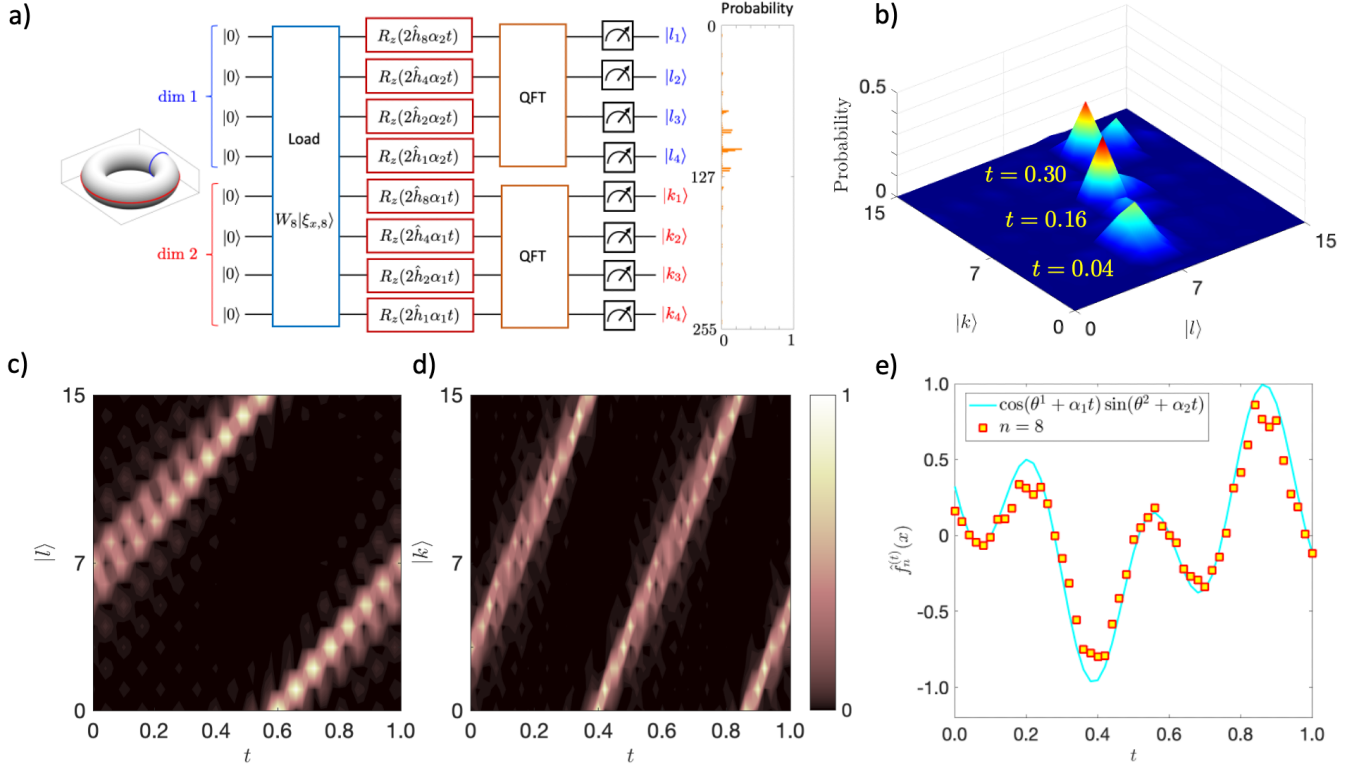 a)
dim 1
dim 2
|0⟩
|0⟩
|0⟩
|0⟩
|0⟩
|0⟩
|0⟩
|0⟩
Load
W₈|ξₓ,₈⟩
R_z(2ĥ₈α₂t)
R_z(2ĥ₄α₂t)
R_z(2ĥ₂α₂t)
R_z(2ĥ₁α₂t)
R_z(2ĥ₈α₁t)
R_z(2ĥ₄α₁t)
R_z(2ĥ₂α₁t)
R_z(2ĥ₁α₁t)
QFT
QFT
|l₁⟩
|l₂⟩
|l₃⟩
|l₄⟩
|k₁⟩
|k₂⟩
|k₃⟩
|k₄⟩
Probability
0
127
255
0 1
b)
Probability
0.5
0
15
7
0
|k⟩
0
7
15
|l⟩
t = 0.30
t = 0.16
t = 0.04
c)
15
7
0
|l⟩
0 0.2 0.4 0.6 0.8 1.0
t
d)
15
7
0
|k⟩
0 0.2 0.4 0.6 0.8 1.0
t
1
0
e)
cos(θ¹ + α₁t) sin(θ² + α₂t)
n = 8
1.0
0.5
0
-0.5
-1.0
f̂ₙ⁽ᵗ⁾(x)
0.0 0.2 0.4 0.6 0.8 1.0
t